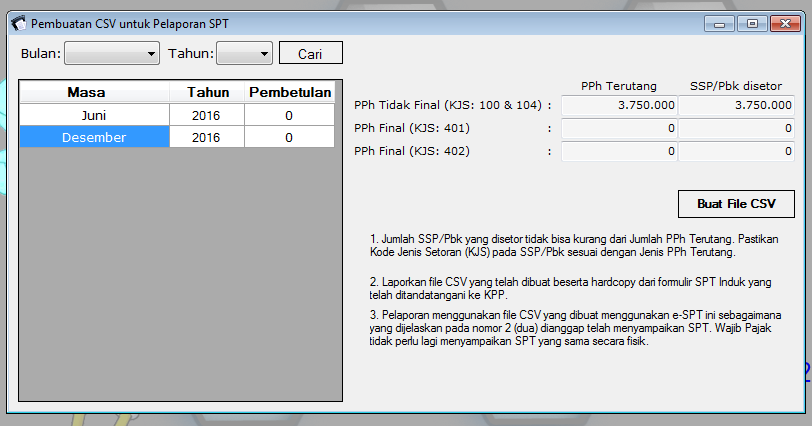 Pembuatan CSV untuk Pelaporan SPT
Bulan: Tahun: Cari
Masa Tahun Pembetulan
Juni 2016 0
Desember 2016 0
PPh Terutang SSP/Pbk disetor
PPh Tidak Final (KJS: 100 & 104) : 3.750.000 3.750.000
PPh Final (KJS: 401) : 0 0
PPh Final (KJS: 402) : 0 0
Buat File CSV
1. Jumlah SSP/Pbk yang disetor tidak bisa kurang dari Jumlah PPh Terutang. Pastikan
Kode Jenis Setoran (KJS) pada SSP/Pbk sesuai dengan Jenis PPh Terutang.
2. Laporkan file CSV yang telah dibuat beserta hardcopy dari formulir SPT Induk yang
telah ditandatangani ke KPP.
3. Pelaporan menggunakan file CSV yang dibuat menggunakan e-SPT ini sebagaimana
yang dijelaskan pada nomor 2 (dua) dianggap telah menyampaikan SPT. Wajib Pajak
tidak perlu lagi menyampaikan SPT yang sama secara fisik.
2